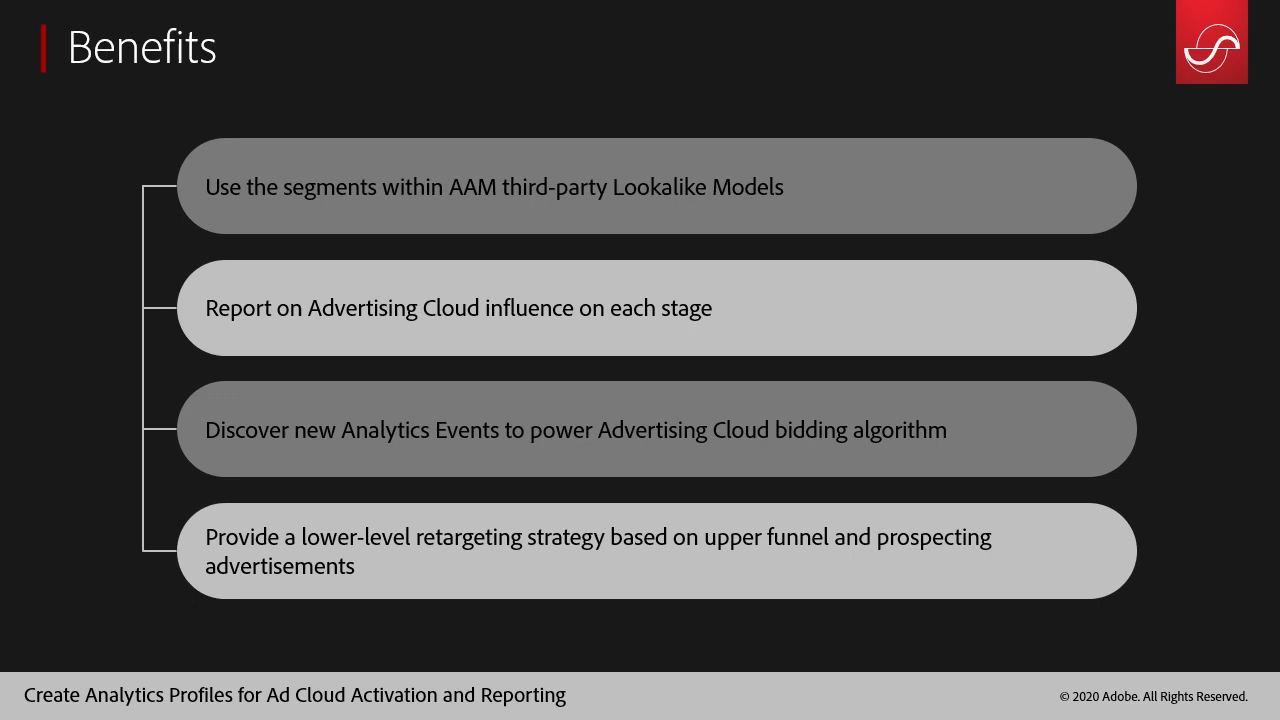 Benefits
Use the segments within AAM third-party Lookalike Models
Report on Advertising Cloud influence on each stage
Discover new Analytics Events to power Advertising Cloud bidding algorithm
Provide a lower-level retargeting strategy based on upper funnel and prospecting
advertisements
Create Analytics Profiles for Ad Cloud Activation and Reporting
© 2020 Adobe. All Rights Reserved.